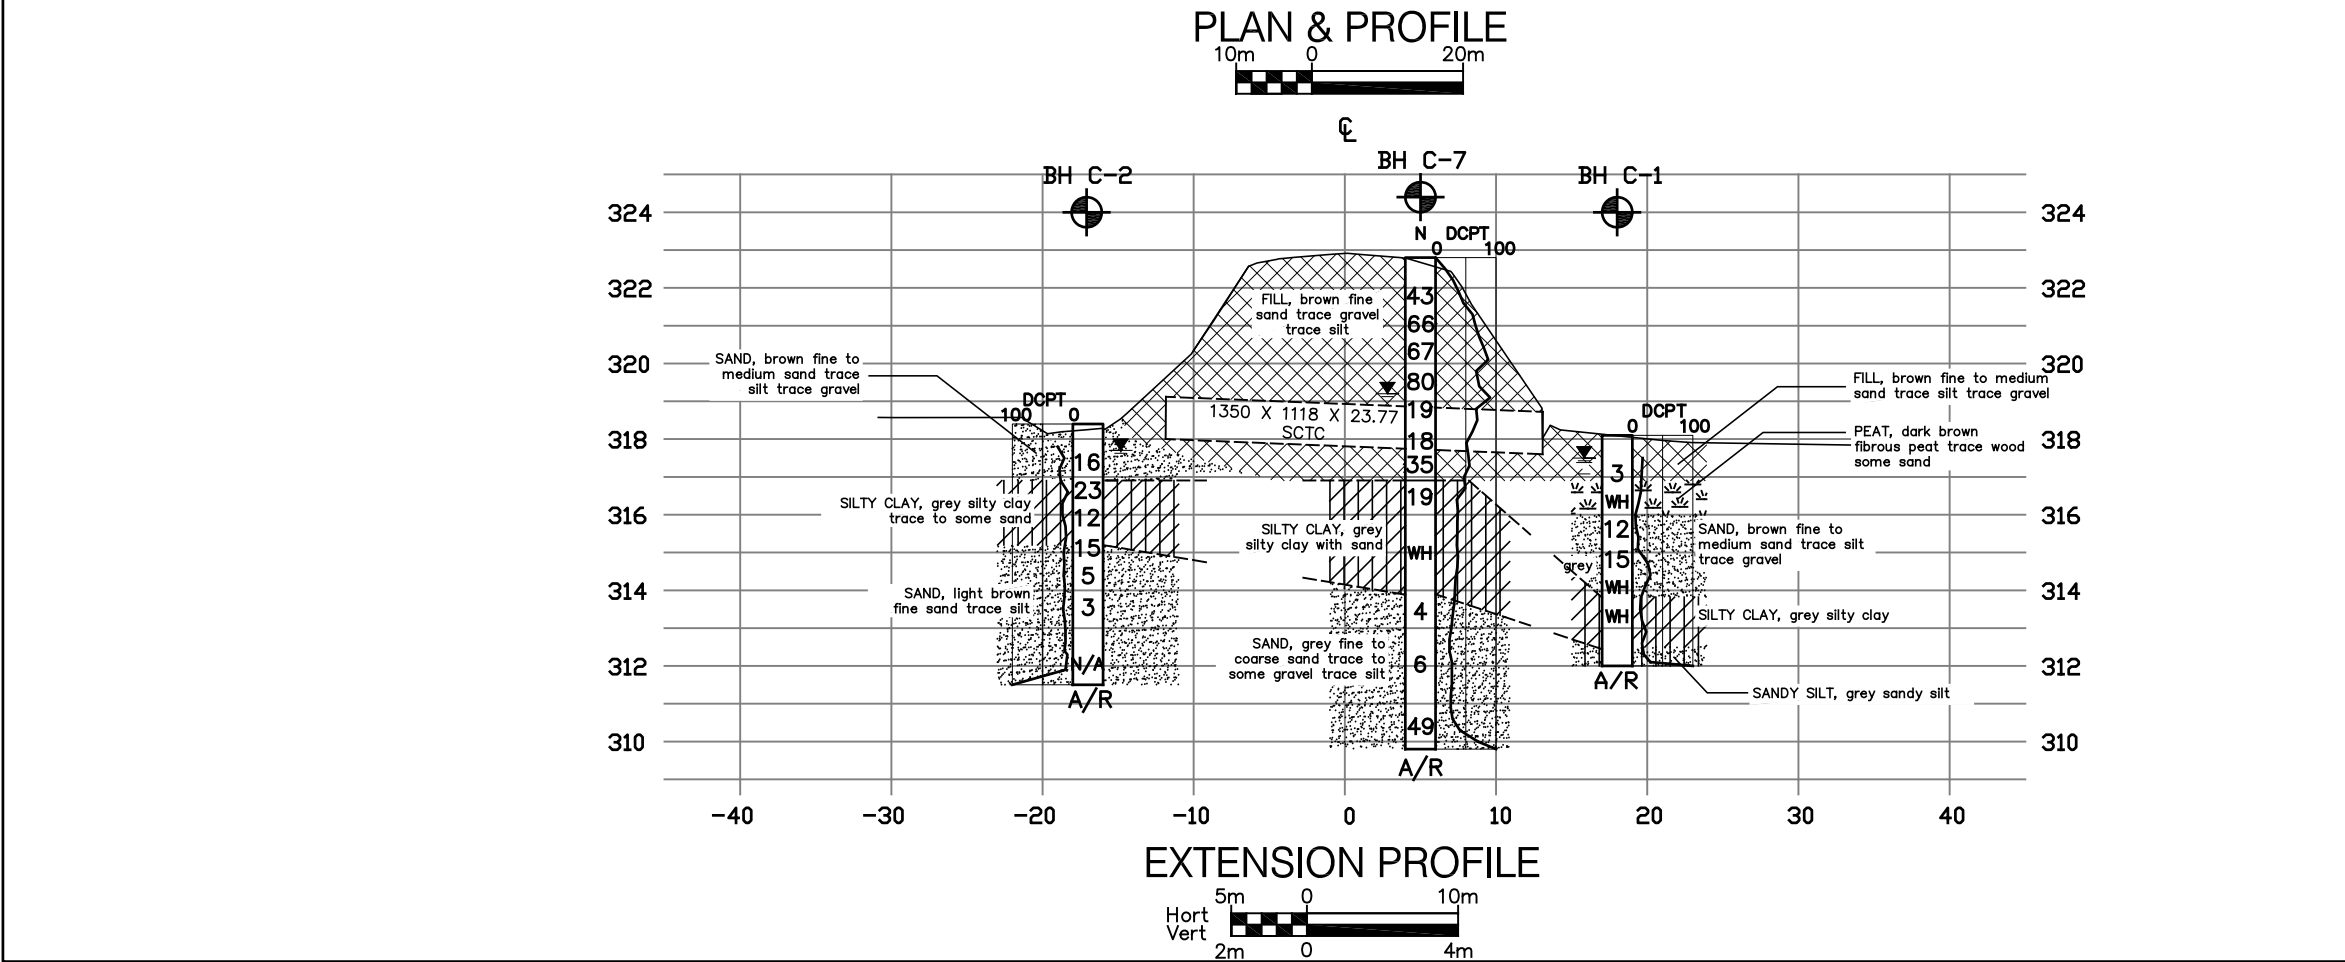 PLAN & PROFILE
10m 0 20m
℄
BH C-2
BH C-7
BH C-1
324 324
322 322
320 320
318 318
316 316
314 314
312 312
310 310
N DCPT
0 100
43
66
67
80
19
18
35
19
WH
4
6
49
A/R
FILL, brown fine
sand trace gravel
trace silt
1350 X 1118 X 23.77
SCTC
SILTY CLAY, grey
silty clay with sand
SAND, grey fine to
coarse sand trace to
some gravel trace silt
SAND, brown fine to
medium sand trace
silt trace gravel
DCPT
100 0
16
23
12
15
5
3
N/A
A/R
SILTY CLAY, grey silty clay
trace to some sand
SAND, light brown
fine sand trace silt
DCPT
0 100
3
WH
12
15
WH
WH
A/R
grey
FILL, brown fine to medium
sand trace silt trace gravel
PEAT, dark brown
fibrous peat trace wood
some sand
SAND, brown fine to
medium sand trace silt
trace gravel
SILTY CLAY, grey silty clay
SANDY SILT, grey sandy silt
-40 -30 -20 -10 0 10 20 30 40
EXTENSION PROFILE
5m 0 10m
Hort
Vert
2m 0 4m